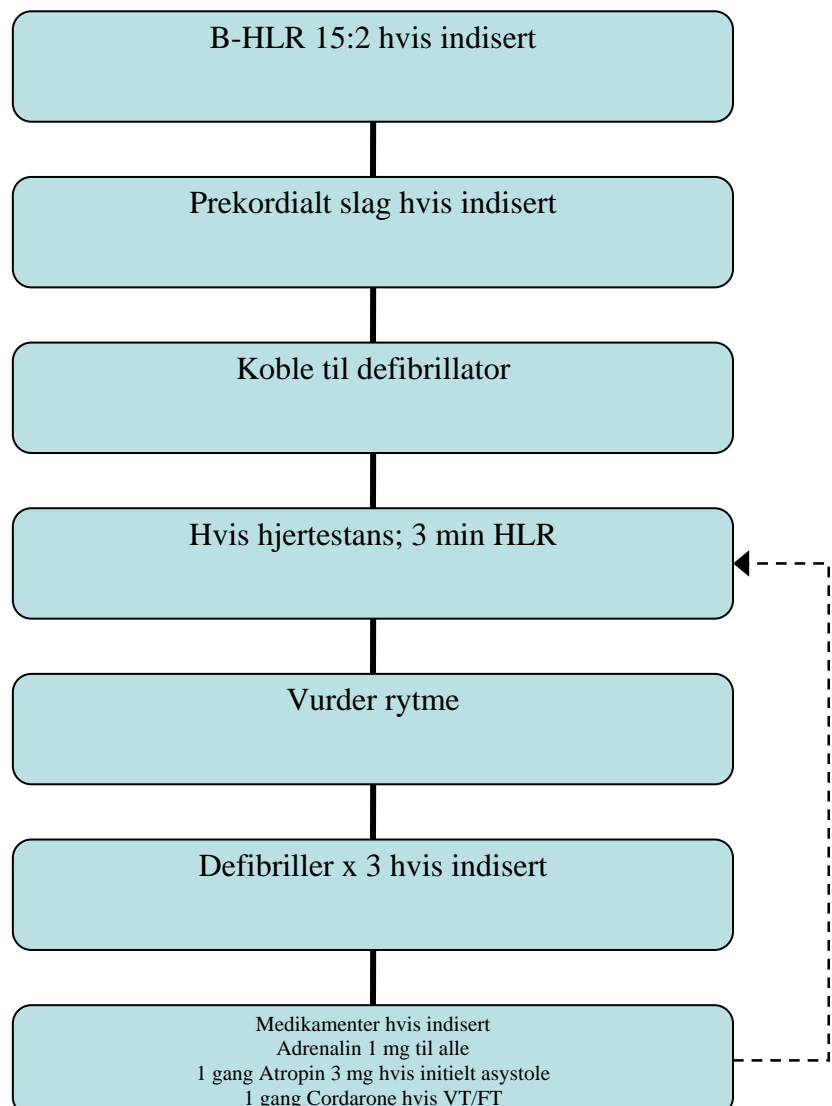 B-HLR 15:2 hvis indisert
Prekordialt slag hvis indisert
Koble til defibrillator
Hvis hjertestans; 3 min HLR
Vurder rytme
Defibriller x 3 hvis indisert
Medikamenter hvis indisert
Adrenalin 1 mg til alle
1 gang Atropin 3 mg hvis initielt asystole
1 gang Cordarone hvis VT/FT